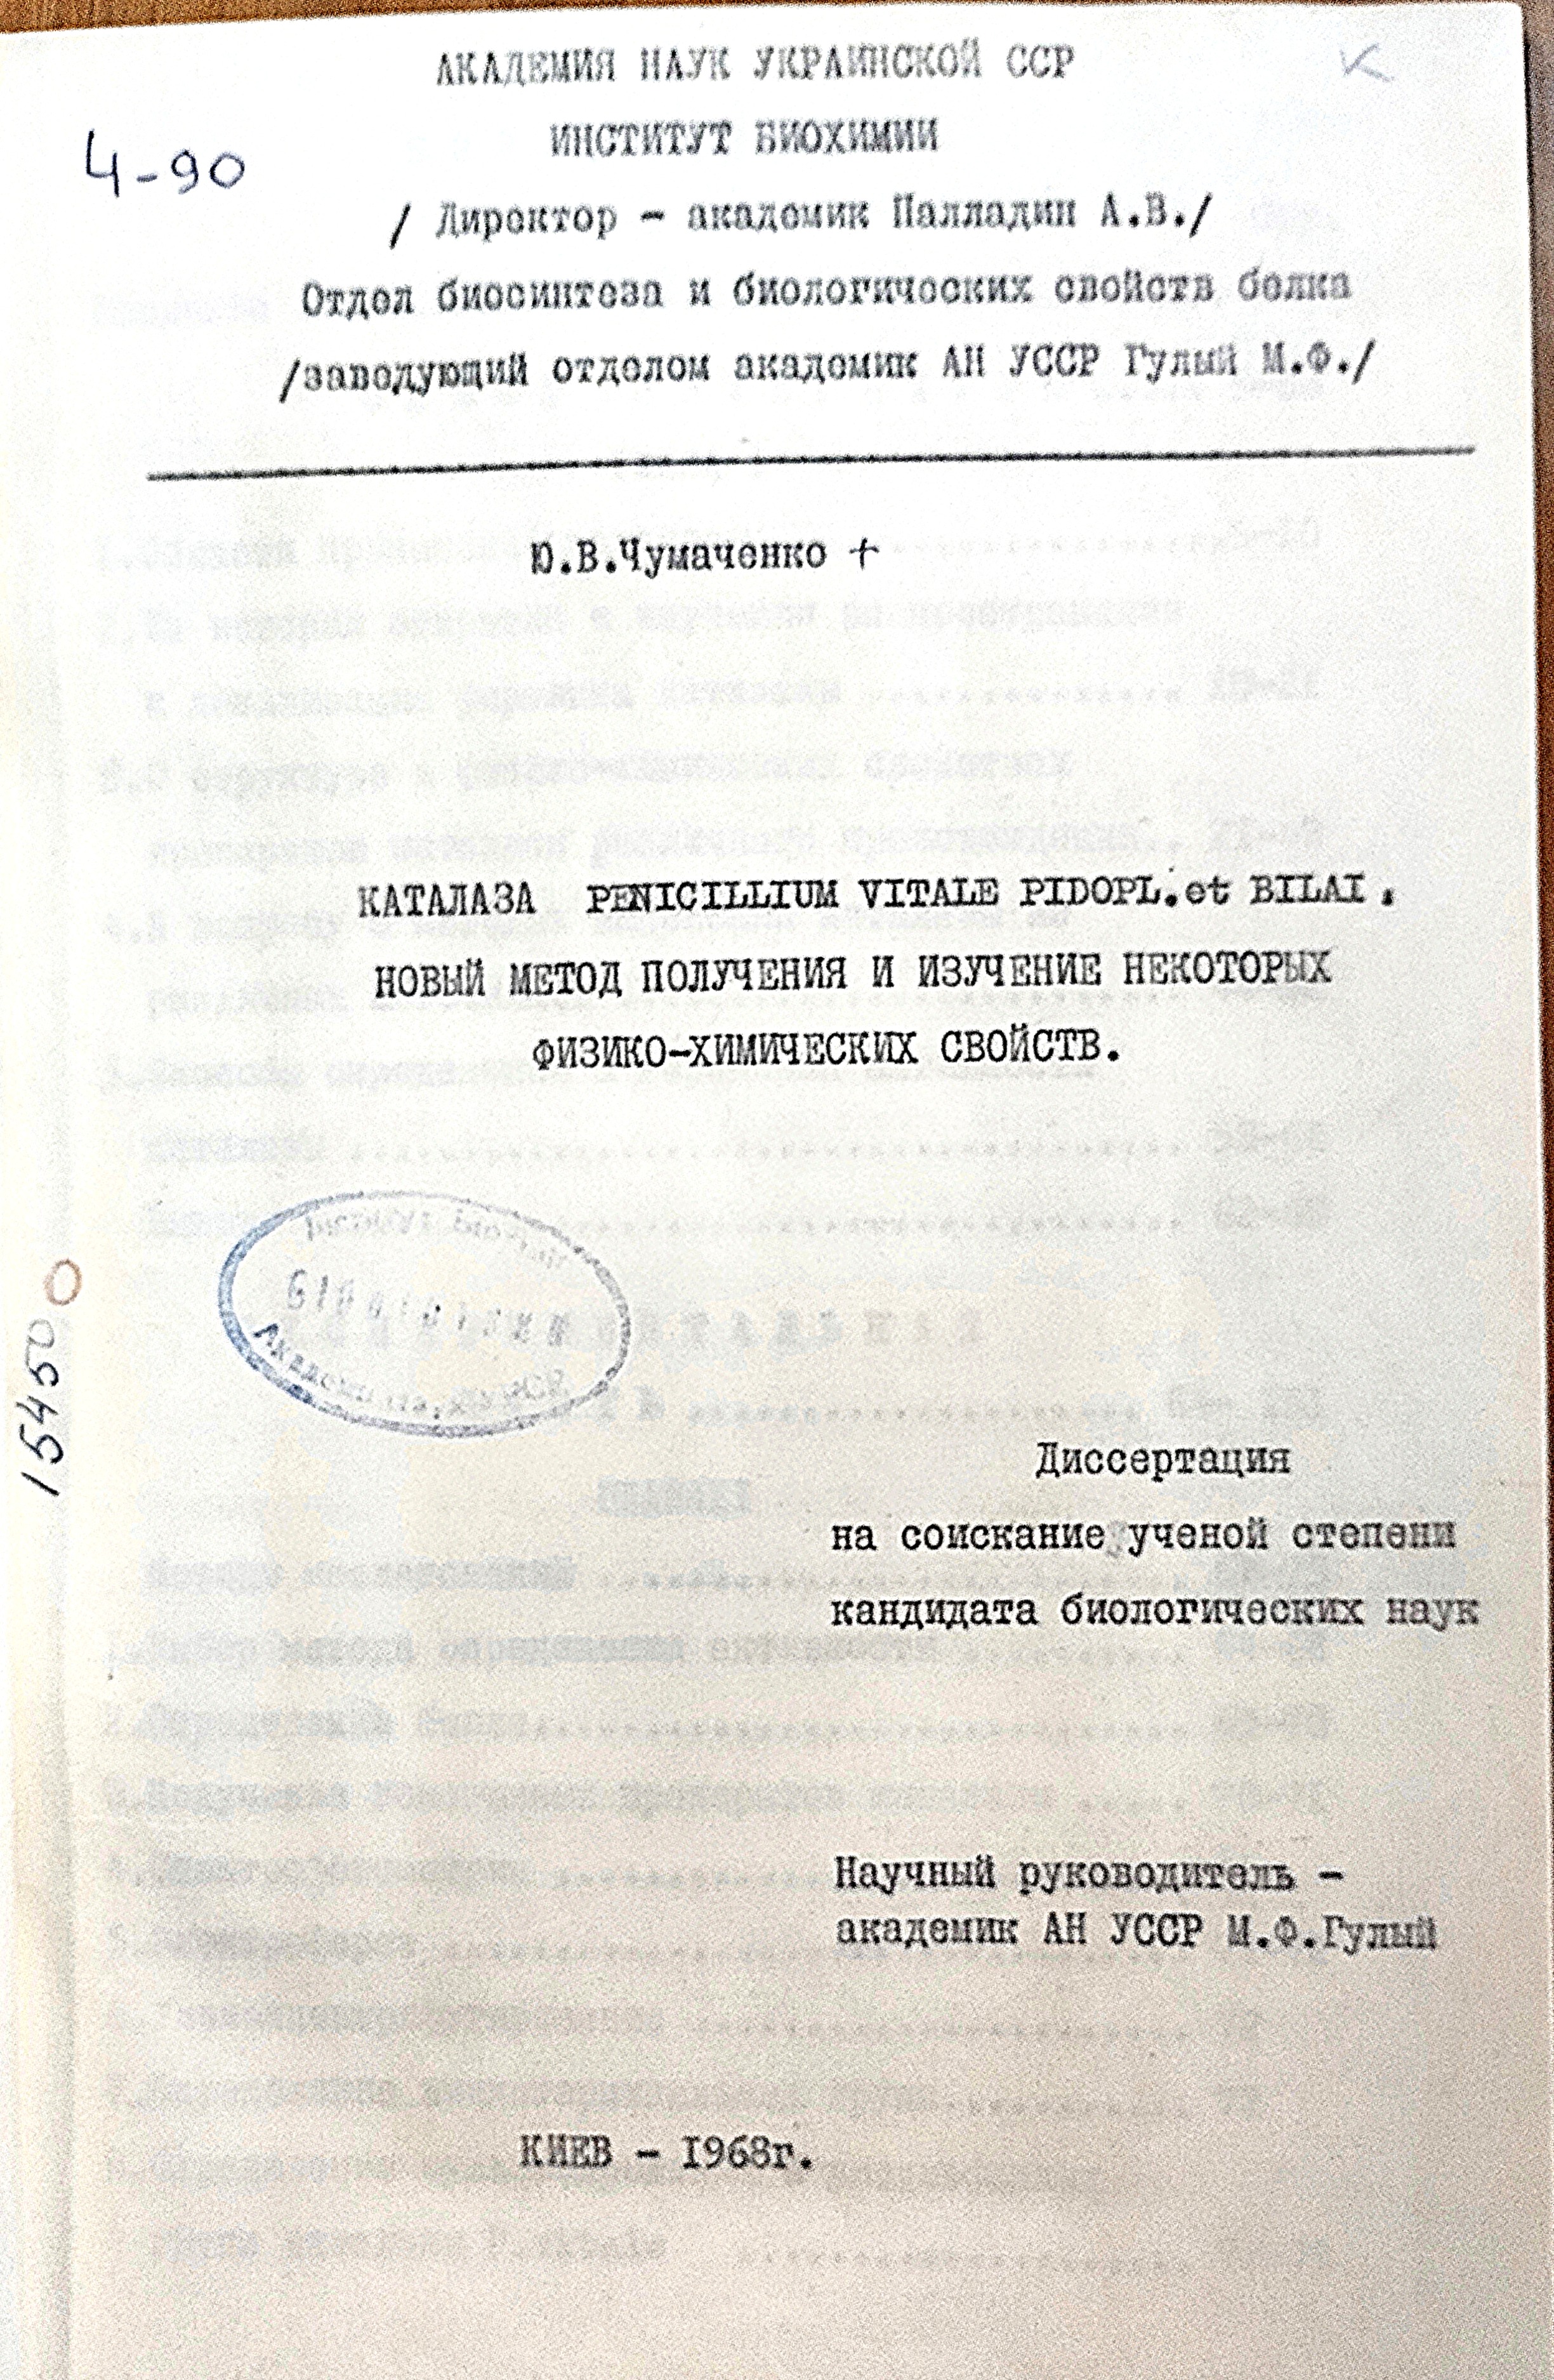 К
АКАДЕМИЯ НАУК УКРАИНСКОЙ ССР
ИНСТИТУТ БИОХИМИИ
4-90
/ Директор - академик Палладин А.В./
Отдел биосинтеза и биологических свойств белка
/заведующий отделом академик АН УССР Гулый М.Ф./
Ю.В.Чумаченко +
КАТАЛАЗА PENICILLIUM VITALE PIDOPL.et BILAI.
НОВЫЙ МЕТОД ПОЛУЧЕНИЯ И ИЗУЧЕНИЕ НЕКОТОРЫХ
ФИЗИКО-ХИМИЧЕСКИХ СВОЙСТВ.
15450
Диссертация
на соискание ученой степени
кандидата биологических наук
Научный руководитель -
академик АН УССР М.Ф.Гулый
КИЕВ - 1968г.